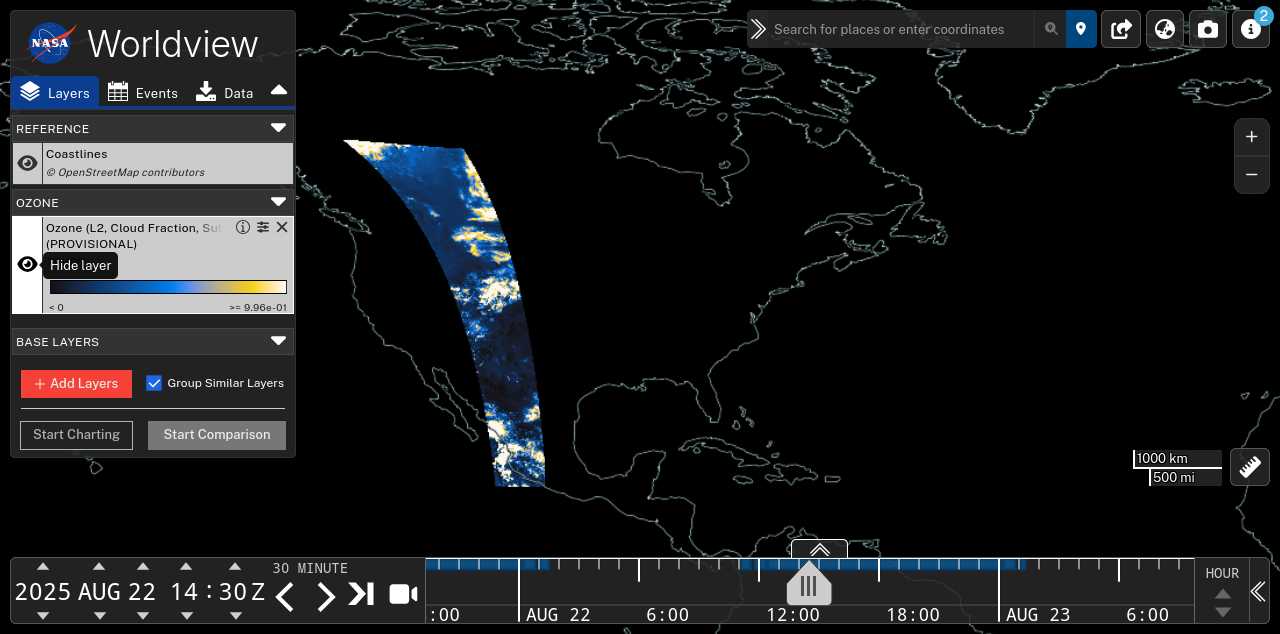 NASA
Worldview
Layers
Events
Data
REFERENCE
Coastlines
© OpenStreetMap contributors
OZONE
Ozone (L2, Cloud Fraction,
(PROVISIONAL)
Hide layer
< 0
>= 9.96e-01
BASE LAYERS
+ Add Layers
Group Similar Layers
Start Charting
Start Comparison
Search for places or enter coordinates
2
+
−
1000 km
500 mi
2025 AUG 22 14 : 30 Z
30 MINUTE
:00
AUG 22
6:00
12:00
18:00
AUG 23
6:00
HOUR